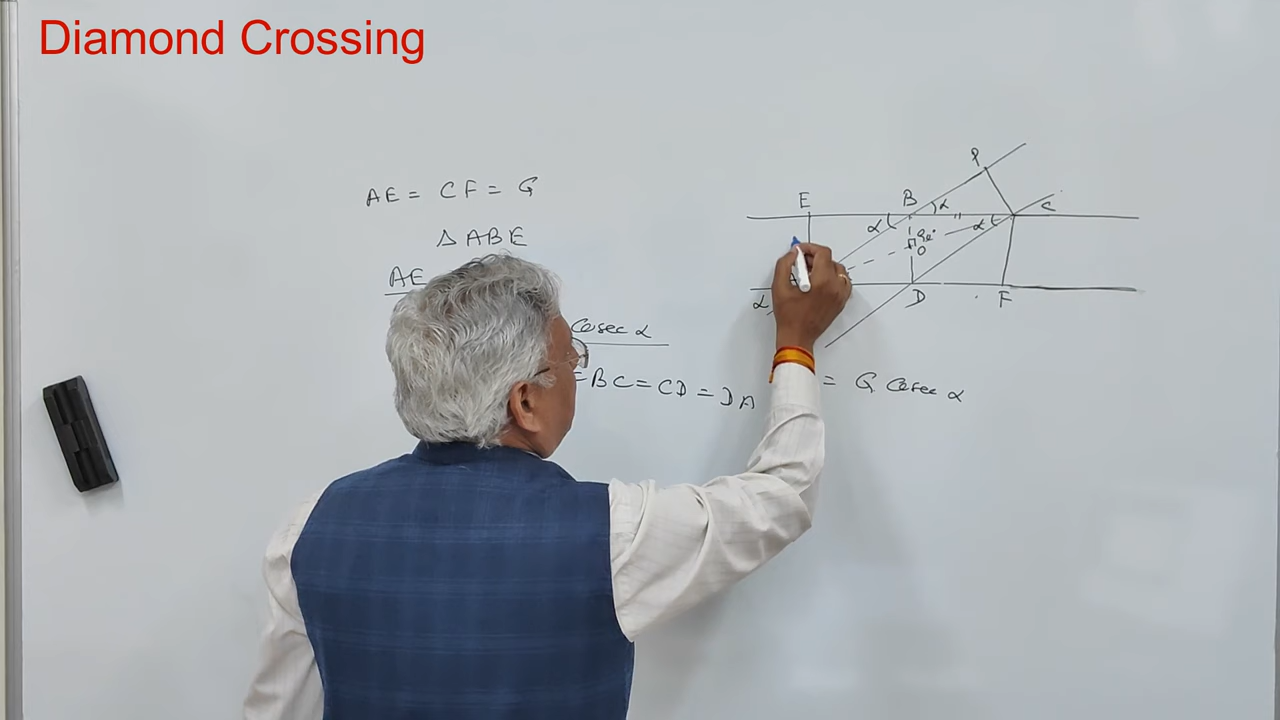 Diamond Crossing
AE = CF = G
Δ ABE
AE
Cosec α
= BC = CD = DA = G Cosec α
P
E B α C
α α
90°
O
α D F